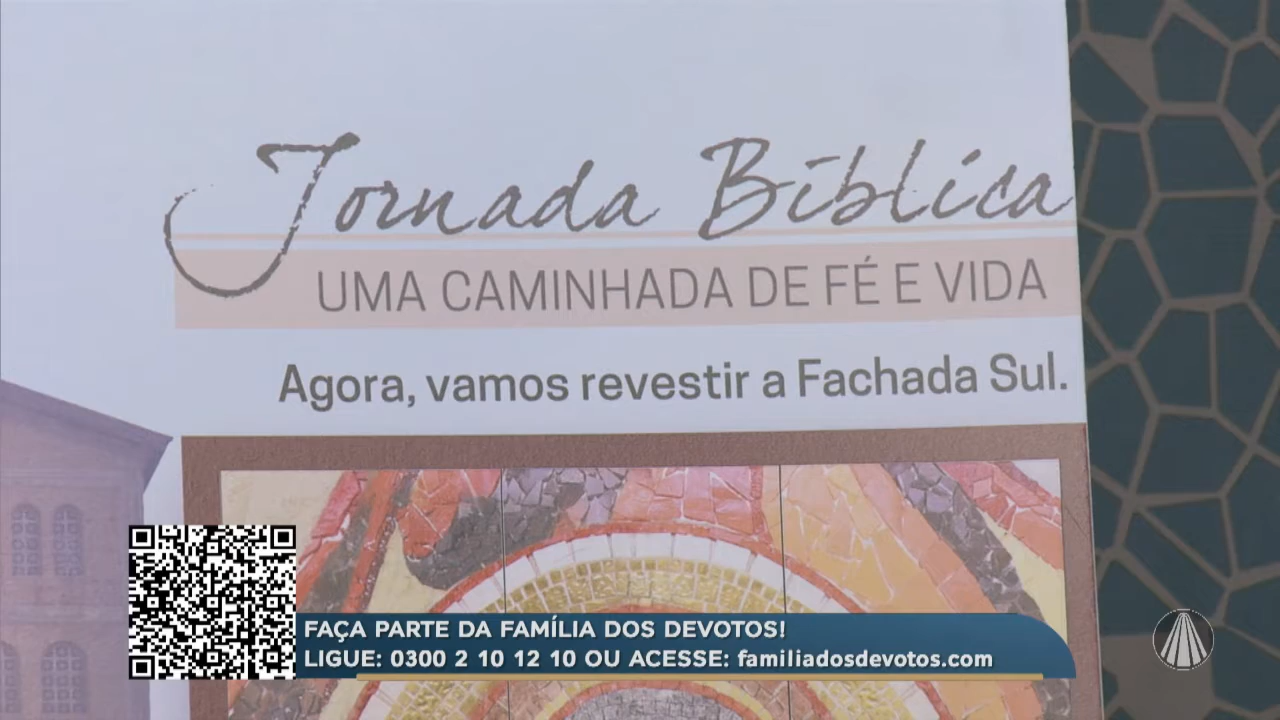 Jornada Bíblica
UMA CAMINHADA DE FÉ E VIDA
Agora, vamos revestir a Fachada Sul.
FAÇA PARTE DA FAMÍLIA DOS DEVOTOS!
LIGUE: 0300 2 10 12 10 OU ACESSE: familiadosdevotos.com